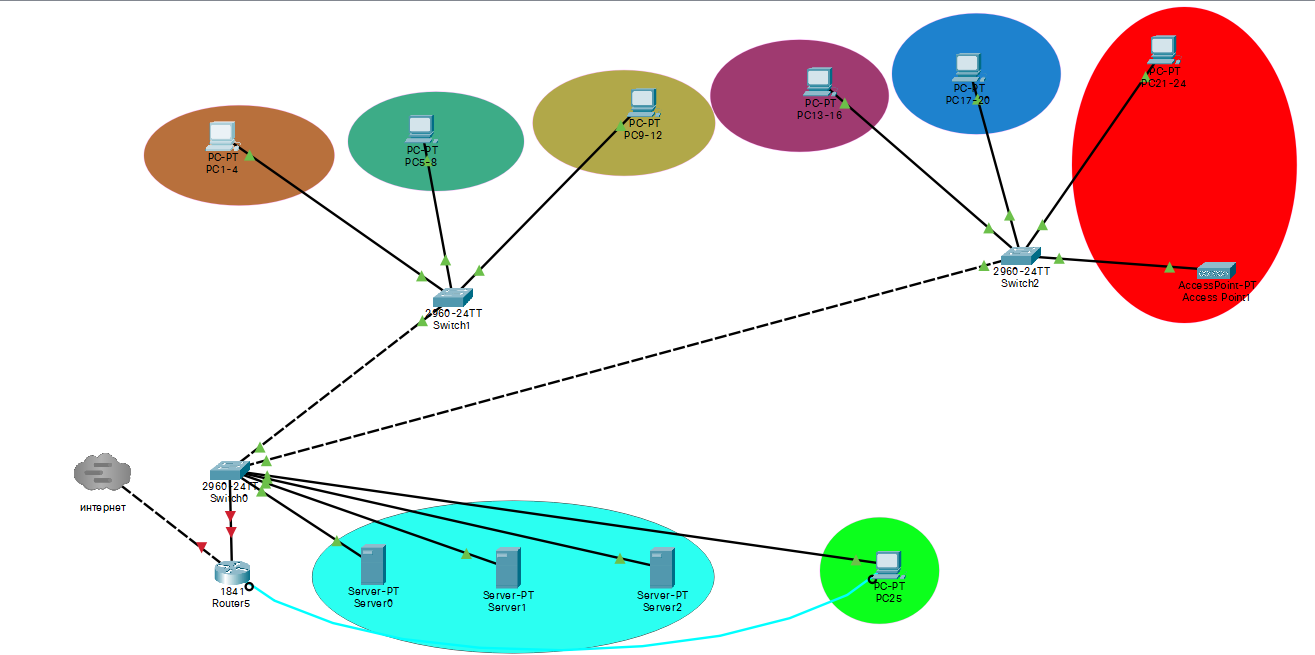 PC-PT
PC1-4
PC-PT
PC5-8
PC-PT
PC9-12
PC-PT
PC13-16
PC-PT
PC17-20
PC-PT
PC21-24
2960-24TT
Switch1
2960-24TT
Switch2
AccessPoint-PT
Access Point1
интернет
2960-24TT
Switch0
1841
Router5
Server-PT
Server0
Server-PT
Server1
Server-PT
Server2
PC-PT
PC25